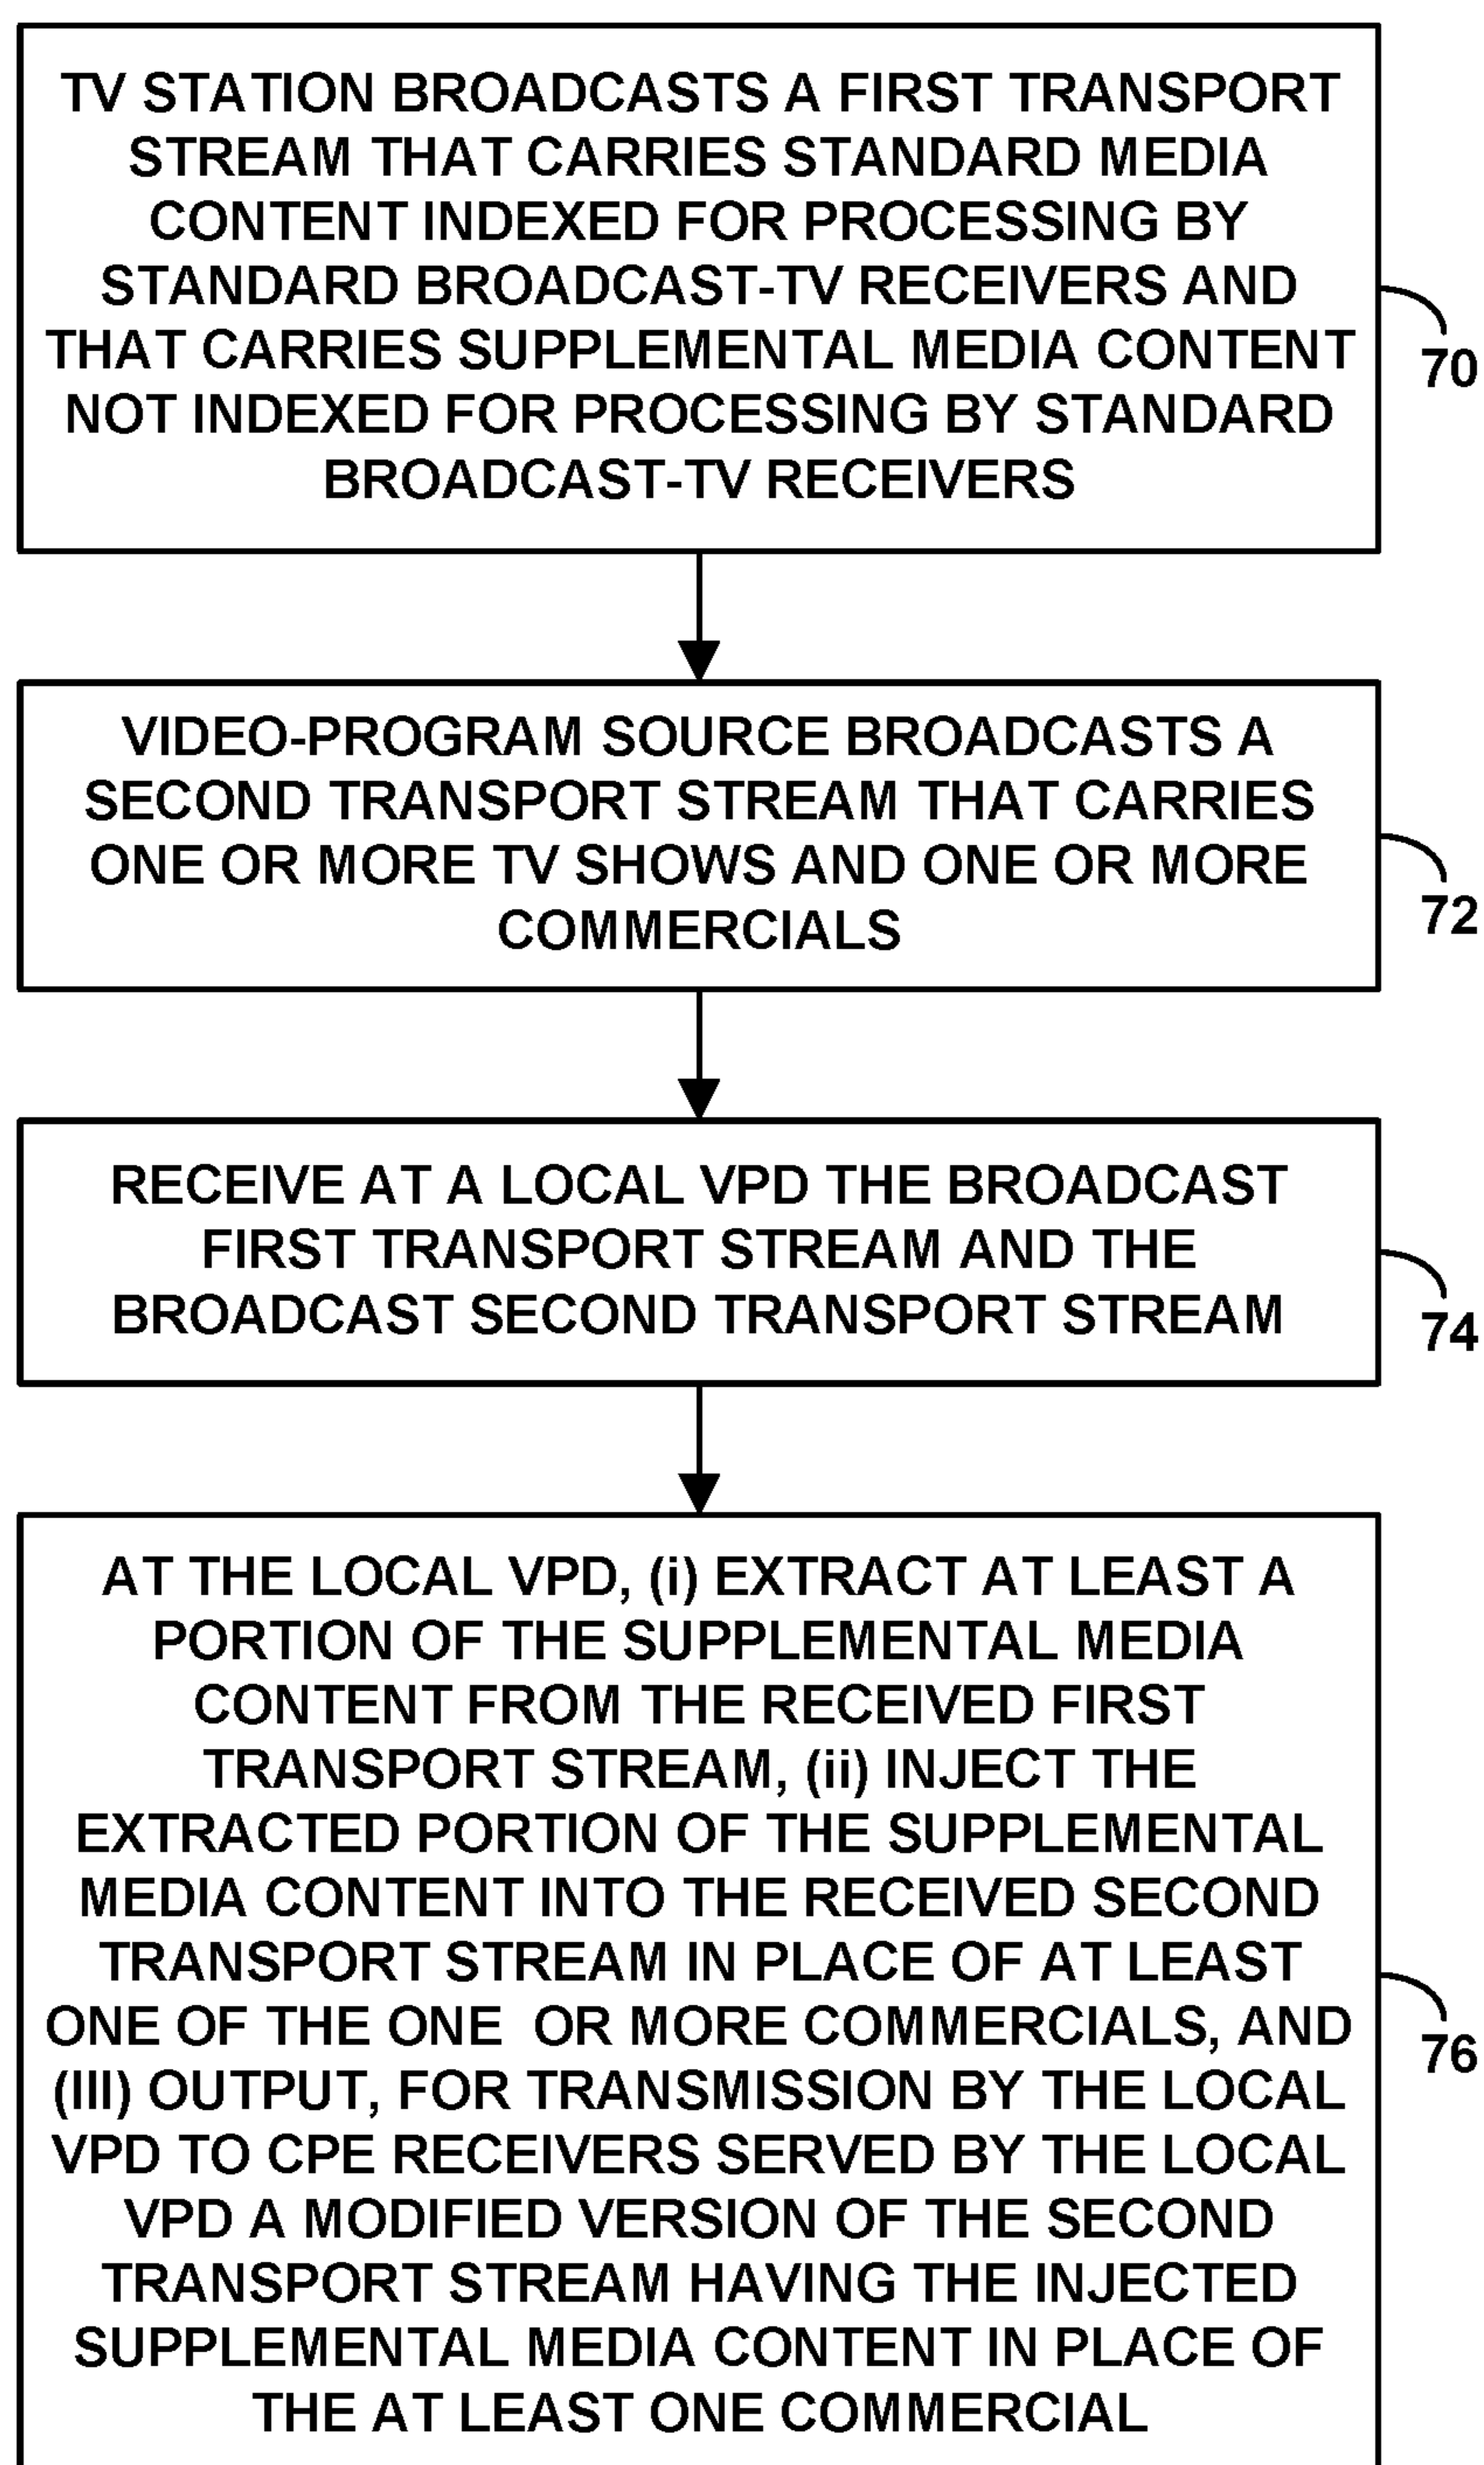 TV STATION BROADCASTS A FIRST TRANSPORT
STREAM THAT CARRIES STANDARD MEDIA
CONTENT INDEXED FOR PROCESSING BY
STANDARD BROADCAST-TV RECEIVERS AND
THAT CARRIES SUPPLEMENTAL MEDIA CONTENT
NOT INDEXED FOR PROCESSING BY STANDARD
BROADCAST-TV RECEIVERS
70
VIDEO-PROGRAM SOURCE BROADCASTS A
SECOND TRANSPORT STREAM THAT CARRIES
ONE OR MORE TV SHOWS AND ONE OR MORE
COMMERCIALS
72
RECEIVE AT A LOCAL VPD THE BROADCAST
FIRST TRANSPORT STREAM AND THE
BROADCAST SECOND TRANSPORT STREAM
74
AT THE LOCAL VPD, (i) EXTRACT AT LEAST A
PORTION OF THE SUPPLEMENTAL MEDIA
CONTENT FROM THE RECEIVED FIRST
TRANSPORT STREAM, (ii) INJECT THE
EXTRACTED PORTION OF THE SUPPLEMENTAL
MEDIA CONTENT INTO THE RECEIVED SECOND
TRANSPORT STREAM IN PLACE OF AT LEAST
ONE OF THE ONE  OR MORE COMMERCIALS, AND
(III) OUTPUT, FOR TRANSMISSION BY THE LOCAL
VPD TO CPE RECEIVERS SERVED BY THE LOCAL
VPD A MODIFIED VERSION OF THE SECOND
TRANSPORT STREAM HAVING THE INJECTED
SUPPLEMENTAL MEDIA CONTENT IN PLACE OF
THE AT LEAST ONE COMMERCIAL
76